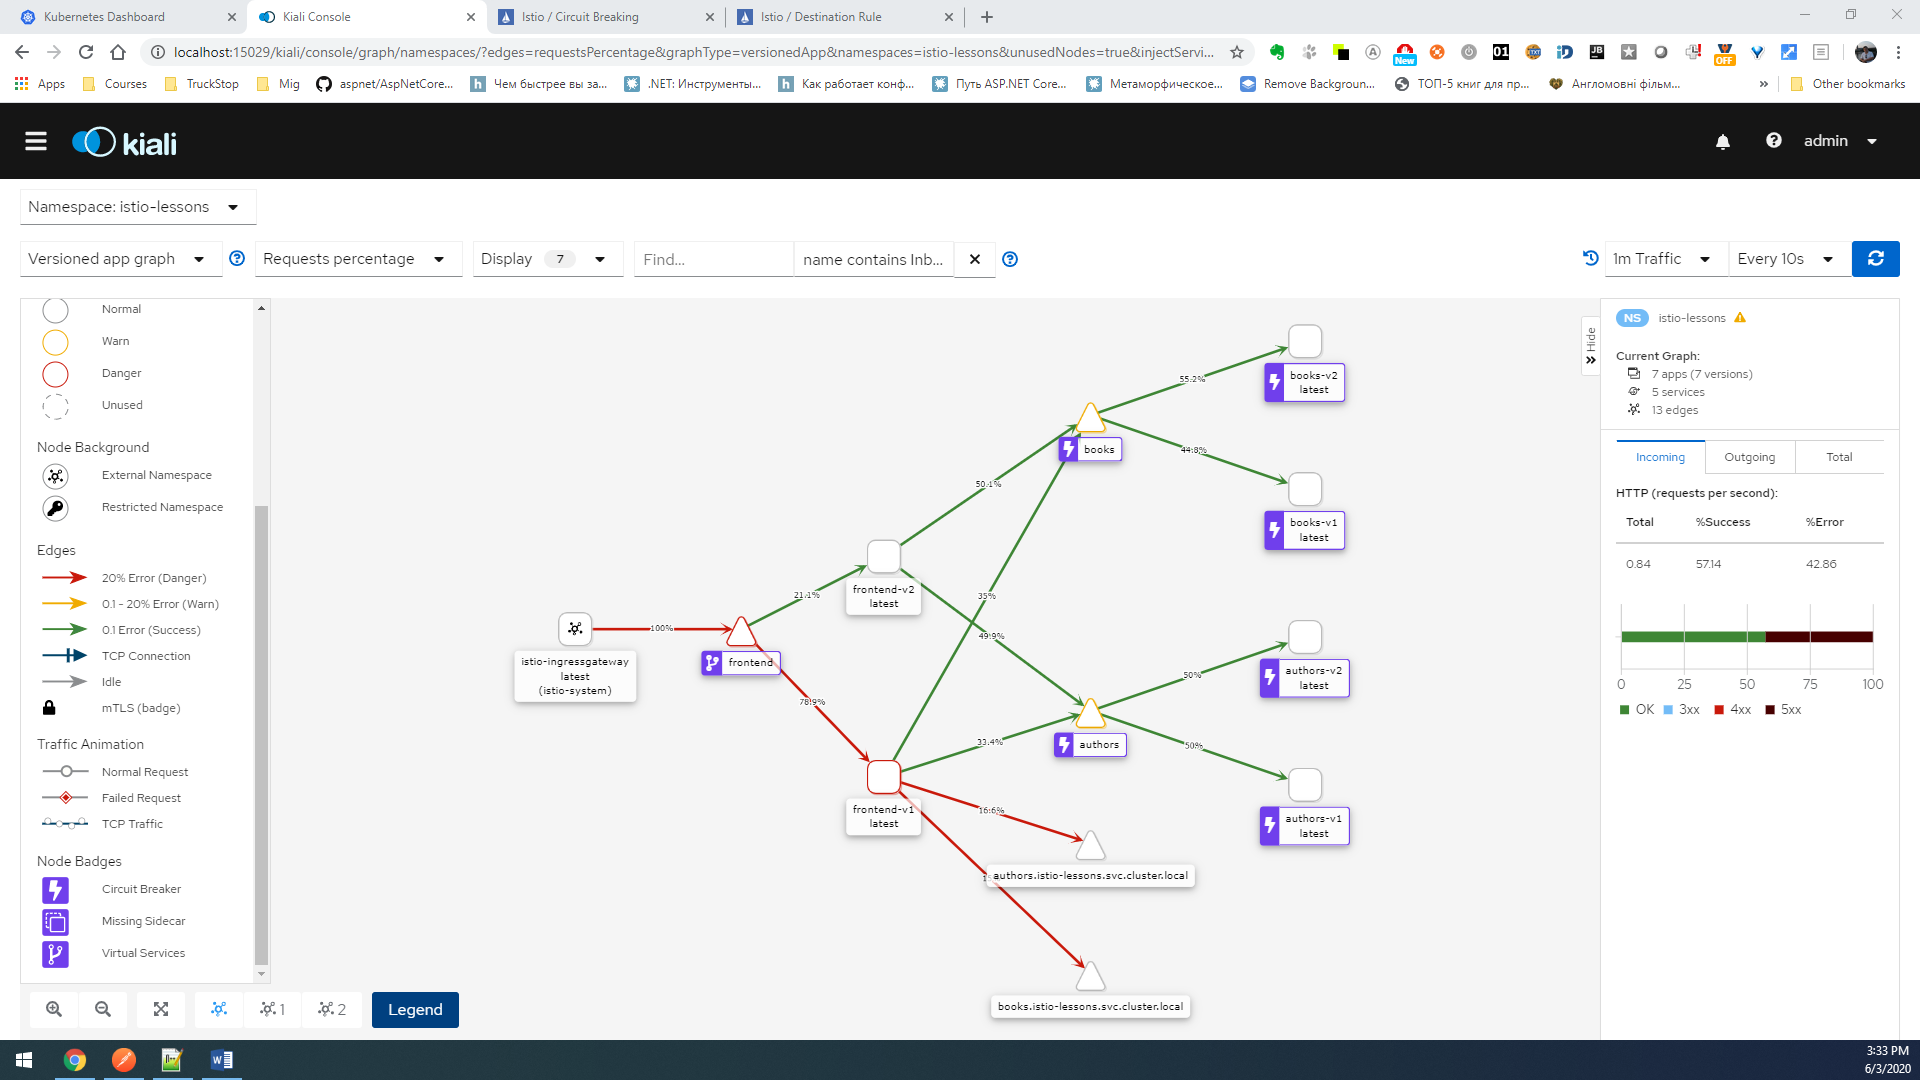 Kubernetes Dashboard
Kiali Console
Istio / Circuit Breaking
Istio / Destination Rule
localhost:15029/kiali/console/graph/namespaces/?edges=requestsPercentage&graphType=versionedApp&namespaces=istio-lessons&unusedNodes=true&injectServi...
New
01
OFF
Apps
Courses
TruckStop
Mig
aspnet/AspNetCore...
Чем быстрее вы за...
.NET: Инструменты...
Как работает конф...
Путь ASP.NET Core...
Метаморфическое...
Remove Backgroun...
ТОП-5 книг для пр...
Англомовні фільм...
Other bookmarks
kiali
admin
Namespace: istio-lessons
Versioned app graph
Requests percentage
Display 7
Find...
name contains Inb...
1m Traffic
Every 10s
Normal
Warn
Danger
Unused
Node Background
External Namespace
Restricted Namespace
Edges
20% Error (Danger)
0.1 - 20% Error (Warn)
0.1 Error (Success)
TCP Connection
Idle
mTLS (badge)
Traffic Animation
Normal Request
Failed Request
TCP Traffic
Node Badges
Circuit Breaker
Missing Sidecar
Virtual Services
1
2
Legend
books-v2
latest
55.2%
books
44.8%
books-v1
latest
50.1%
frontend-v2
latest
21.1%
35%
49.9%
100%
istio-ingressgateway
latest
(istio-system)
frontend
authors-v2
latest
50%
78.9%
33.4%
authors
50%
frontend-v1
latest
authors-v1
latest
16.6%
authors.istio-lessons.svc.cluster.local
books.istio-lessons.svc.cluster.local
Hide
NS istio-lessons
Current Graph:
7 apps (7 versions)
5 services
13 edges
Incoming
Outgoing
Total
HTTP (requests per second):
Total %Success %Error
0.84 57.14 42.86
0 25 50 75 100
OK 3xx 4xx 5xx
3:33 PM
6/3/2020